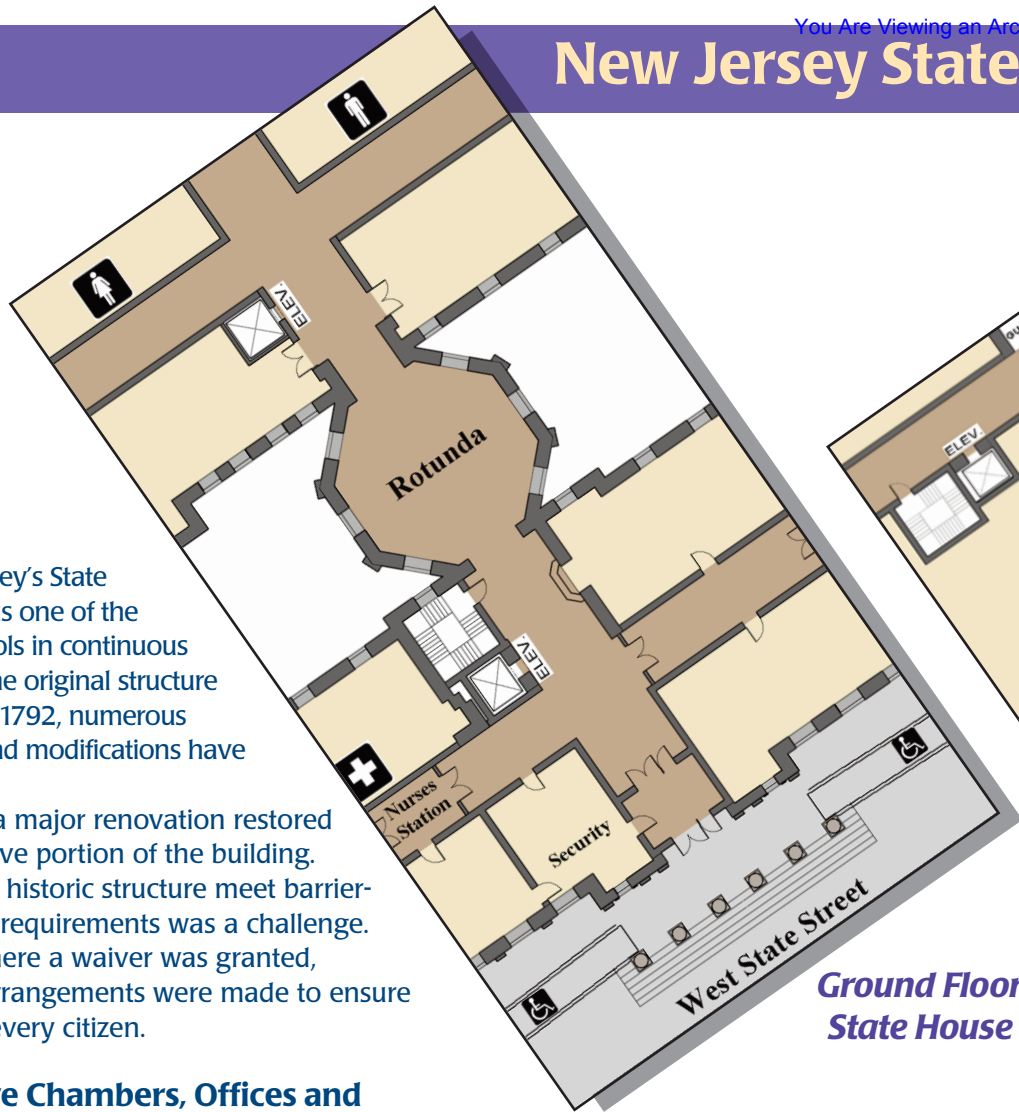 You Are Viewing an Arc
New Jersey State
ELEV.
Rotunda
ELEV.
Nurses
Station
Security
West State Street
Ground Floor
State House
ELEV.
ey's State
s one of the
ols in continuous
e original structure
1792, numerous
nd modifications have
a major renovation restored
ve portion of the building.
historic structure meet barrier-
requirements was a challenge.
here a waiver was granted,
rrangements were made to ensure
every citizen.
e Chambers, Offices and